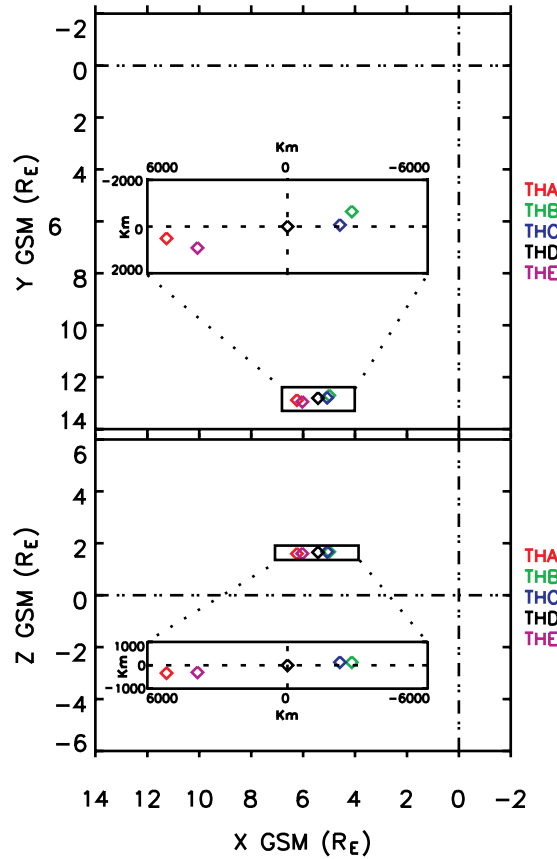 −2
0
Km
6000 0 −6000
−2000
Km 0
2000
Y GSM (RE)
6
8
10
12
14
THA
THB
THC
THD
THE
6
4
2
0
−2
−4
−6
Z GSM (RE)
1000
Km 0
−1000
6000 0 −6000
Km
THA
THB
THC
THD
THE
14 12 10 8 6 4 2 0 −2
X GSM (RE)